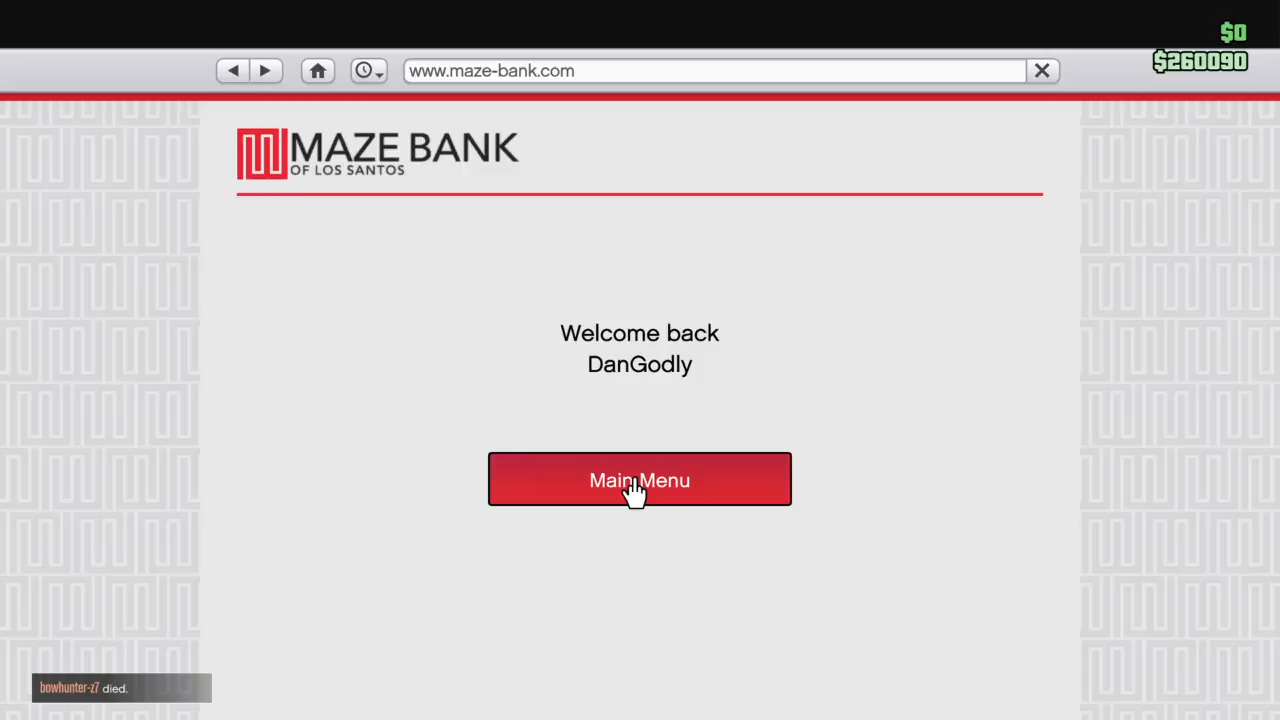 $0
$260090
www.maze-bank.com
MAZE BANK
OF LOS SANTOS
Welcome back
DanGodly
Main Menu
bowhunter-z7 died.